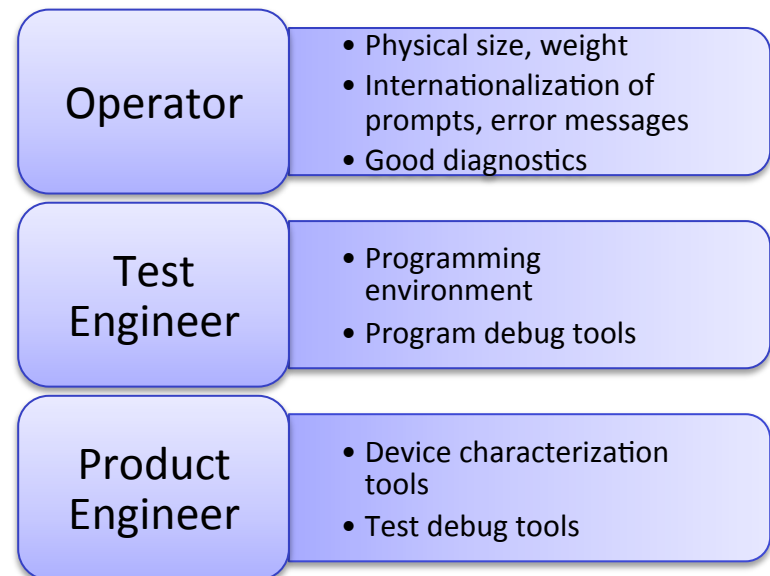 Operator
• Physical size, weight
• Internationalization of
prompts, error messages
• Good diagnostics
Test
Engineer
• Programming
environment
• Program debug tools
Product
Engineer
• Device characterization
tools
• Test debug tools